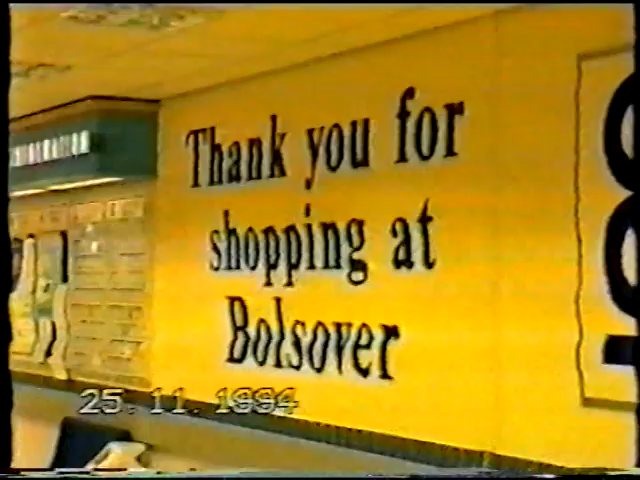 Thank you for
shopping at
Bolsover
25. 11. 1994